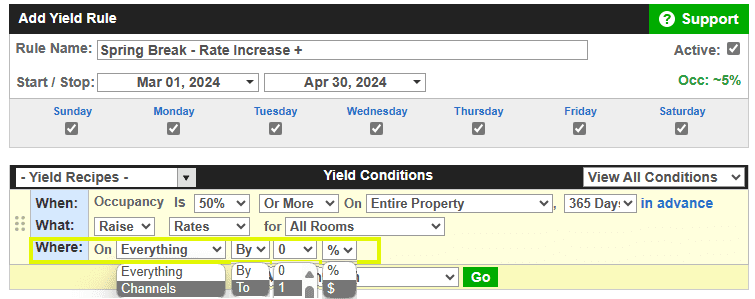 Add Yield Rule ? Support
Rule Name: Spring Break - Rate Increase + Active:
Start / Stop: Mar 01, 2024 Apr 30, 2024 Occ: ~5%
Sunday Monday Tuesday Wednesday Thursday Friday Saturday
- Yield Recipes - Yield Conditions View All Conditions
When: Occupancy Is 50% Or More On Entire Property , 365 Days in advance
What: Raise Rates for All Rooms
Where: On Everything By 0 %
Everything By 0 %
Channels To 1 $
Go